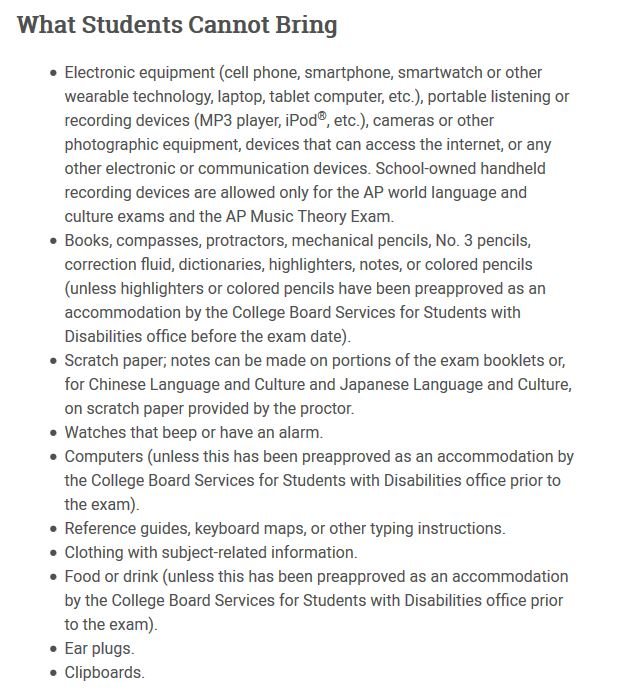 What Students Cannot Bring
• Electronic equipment (cell phone, smartphone, smartwatch or other
wearable technology, laptop, tablet computer, etc.), portable listening or
recording devices (MP3 player, iPod®, etc.), cameras or other
photographic equipment, devices that can access the internet, or any
other electronic or communication devices. School-owned handheld
recording devices are allowed only for the AP world language and
culture exams and the AP Music Theory Exam.
• Books, compasses, protractors, mechanical pencils, No. 3 pencils,
correction fluid, dictionaries, highlighters, notes, or colored pencils
(unless highlighters or colored pencils have been preapproved as an
accommodation by the College Board Services for Students with
Disabilities office before the exam date).
• Scratch paper; notes can be made on portions of the exam booklets or,
for Chinese Language and Culture and Japanese Language and Culture,
on scratch paper provided by the proctor.
• Watches that beep or have an alarm.
• Computers (unless this has been preapproved as an accommodation by
the College Board Services for Students with Disabilities office prior to
the exam).
• Reference guides, keyboard maps, or other typing instructions.
• Clothing with subject-related information.
• Food or drink (unless this has been preapproved as an accommodation
by the College Board Services for Students with Disabilities office prior
to the exam).
• Ear plugs.
• Clipboards.